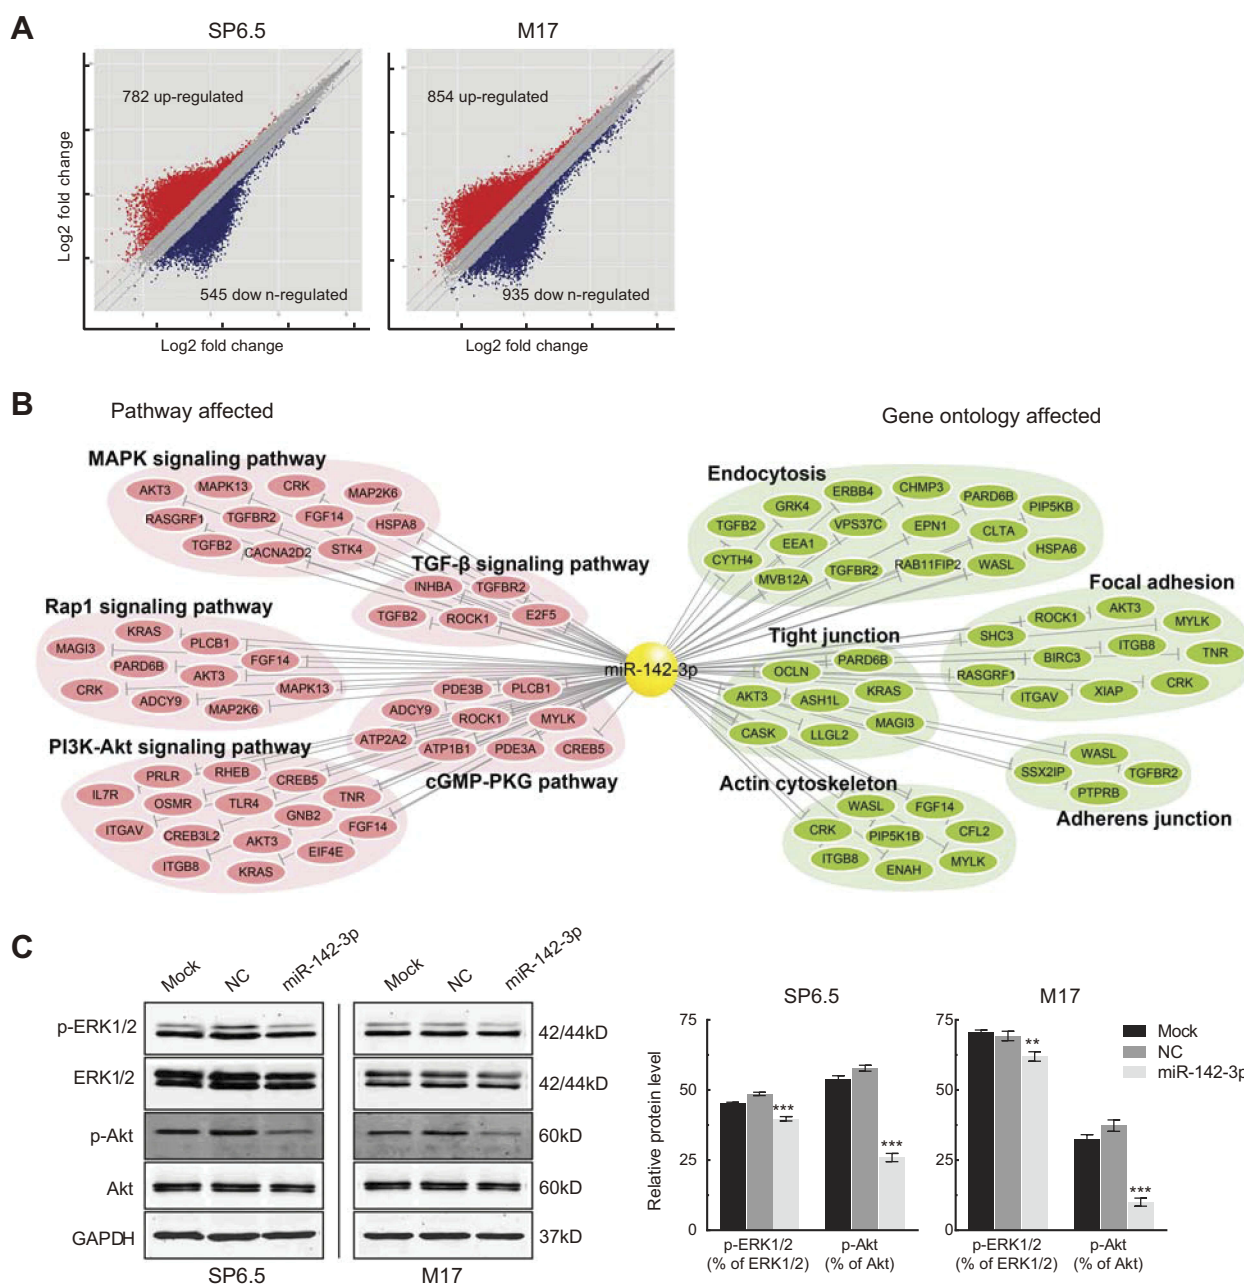 A
SP6.5
M17
782 up-regulated
854 up-regulated
Log2 fold change
545 dow n-regulated
935 dow n-regulated
Log2 fold change
Log2 fold change
B
Pathway affected
Gene ontology affected
MAPK signaling pathway
AKT3
MAPK13
CRK
MAP2K6
RASGRF1
TGFBR2
FGF14
HSPA8
TGFB2
CACNA2D2
STK4
TGF-β signaling pathway
INHBA
TGFBR2
TGFB2
ROCK1
E2F5
Rap1 signaling pathway
KRAS
MAGI3
PLCB1
PARD6B
AKT3
FGF14
CRK
ADCY9
MAP2K6
MAPK13
PDE3B
PLCB1
ADCY9
ROCK1
MYLK
ATP2A2
ATP1B1
PDE3A
CREB5
cGMP-PKG pathway
PI3K-Akt signaling pathway
PRLR
RHEB
CREB5
IL7R
OSMR
TLR4
TNR
GNB2
ITGAV
CREB3L2
AKT3
FGF14
EIF4E
ITGB8
KRAS
miR-142-3p
Endocytosis
ERBB4
CHMP3
GRK4
PARD6B
PIP5KB
TGFB2
VPS37C
EPN1
CLTA
CYTH4
EEA1
HSPA6
MVB12A
TGFBR2
RAB11FIP2
WASL
Focal adhesion
ROCK1
AKT3
MYLK
SHC3
BIRC3
ITGB8
TNR
RASGRF1
ITGAV
XIAP
CRK
Tight junction
OCLN
PARD6B
AKT3
ASH1L
KRAS
CASK
LLGL2
MAGI3
WASL
SSX2IP
TGFBR2
PTPRB
Adherens junction
Actin cytoskeleton
WASL
FGF14
CRK
PIP5K1B
CFL2
ITGB8
ENAH
MYLK
C
Mock
NC
miR-142-3p
Mock
NC
miR-142-3p
p-ERK1/2
42/44kD
ERK1/2
42/44kD
p-Akt
60kD
Akt
60kD
GAPDH
37kD
SP6.5
M17
SP6.5
M17
Relative protein level
75
50
25
0
***
***
p-ERK1/2
(% of ERK1/2)
p-Akt
(% of Akt)
75
50
25
0
**
***
p-ERK1/2
(% of ERK1/2)
p-Akt
(% of Akt)
Mock
NC
miR-142-3p